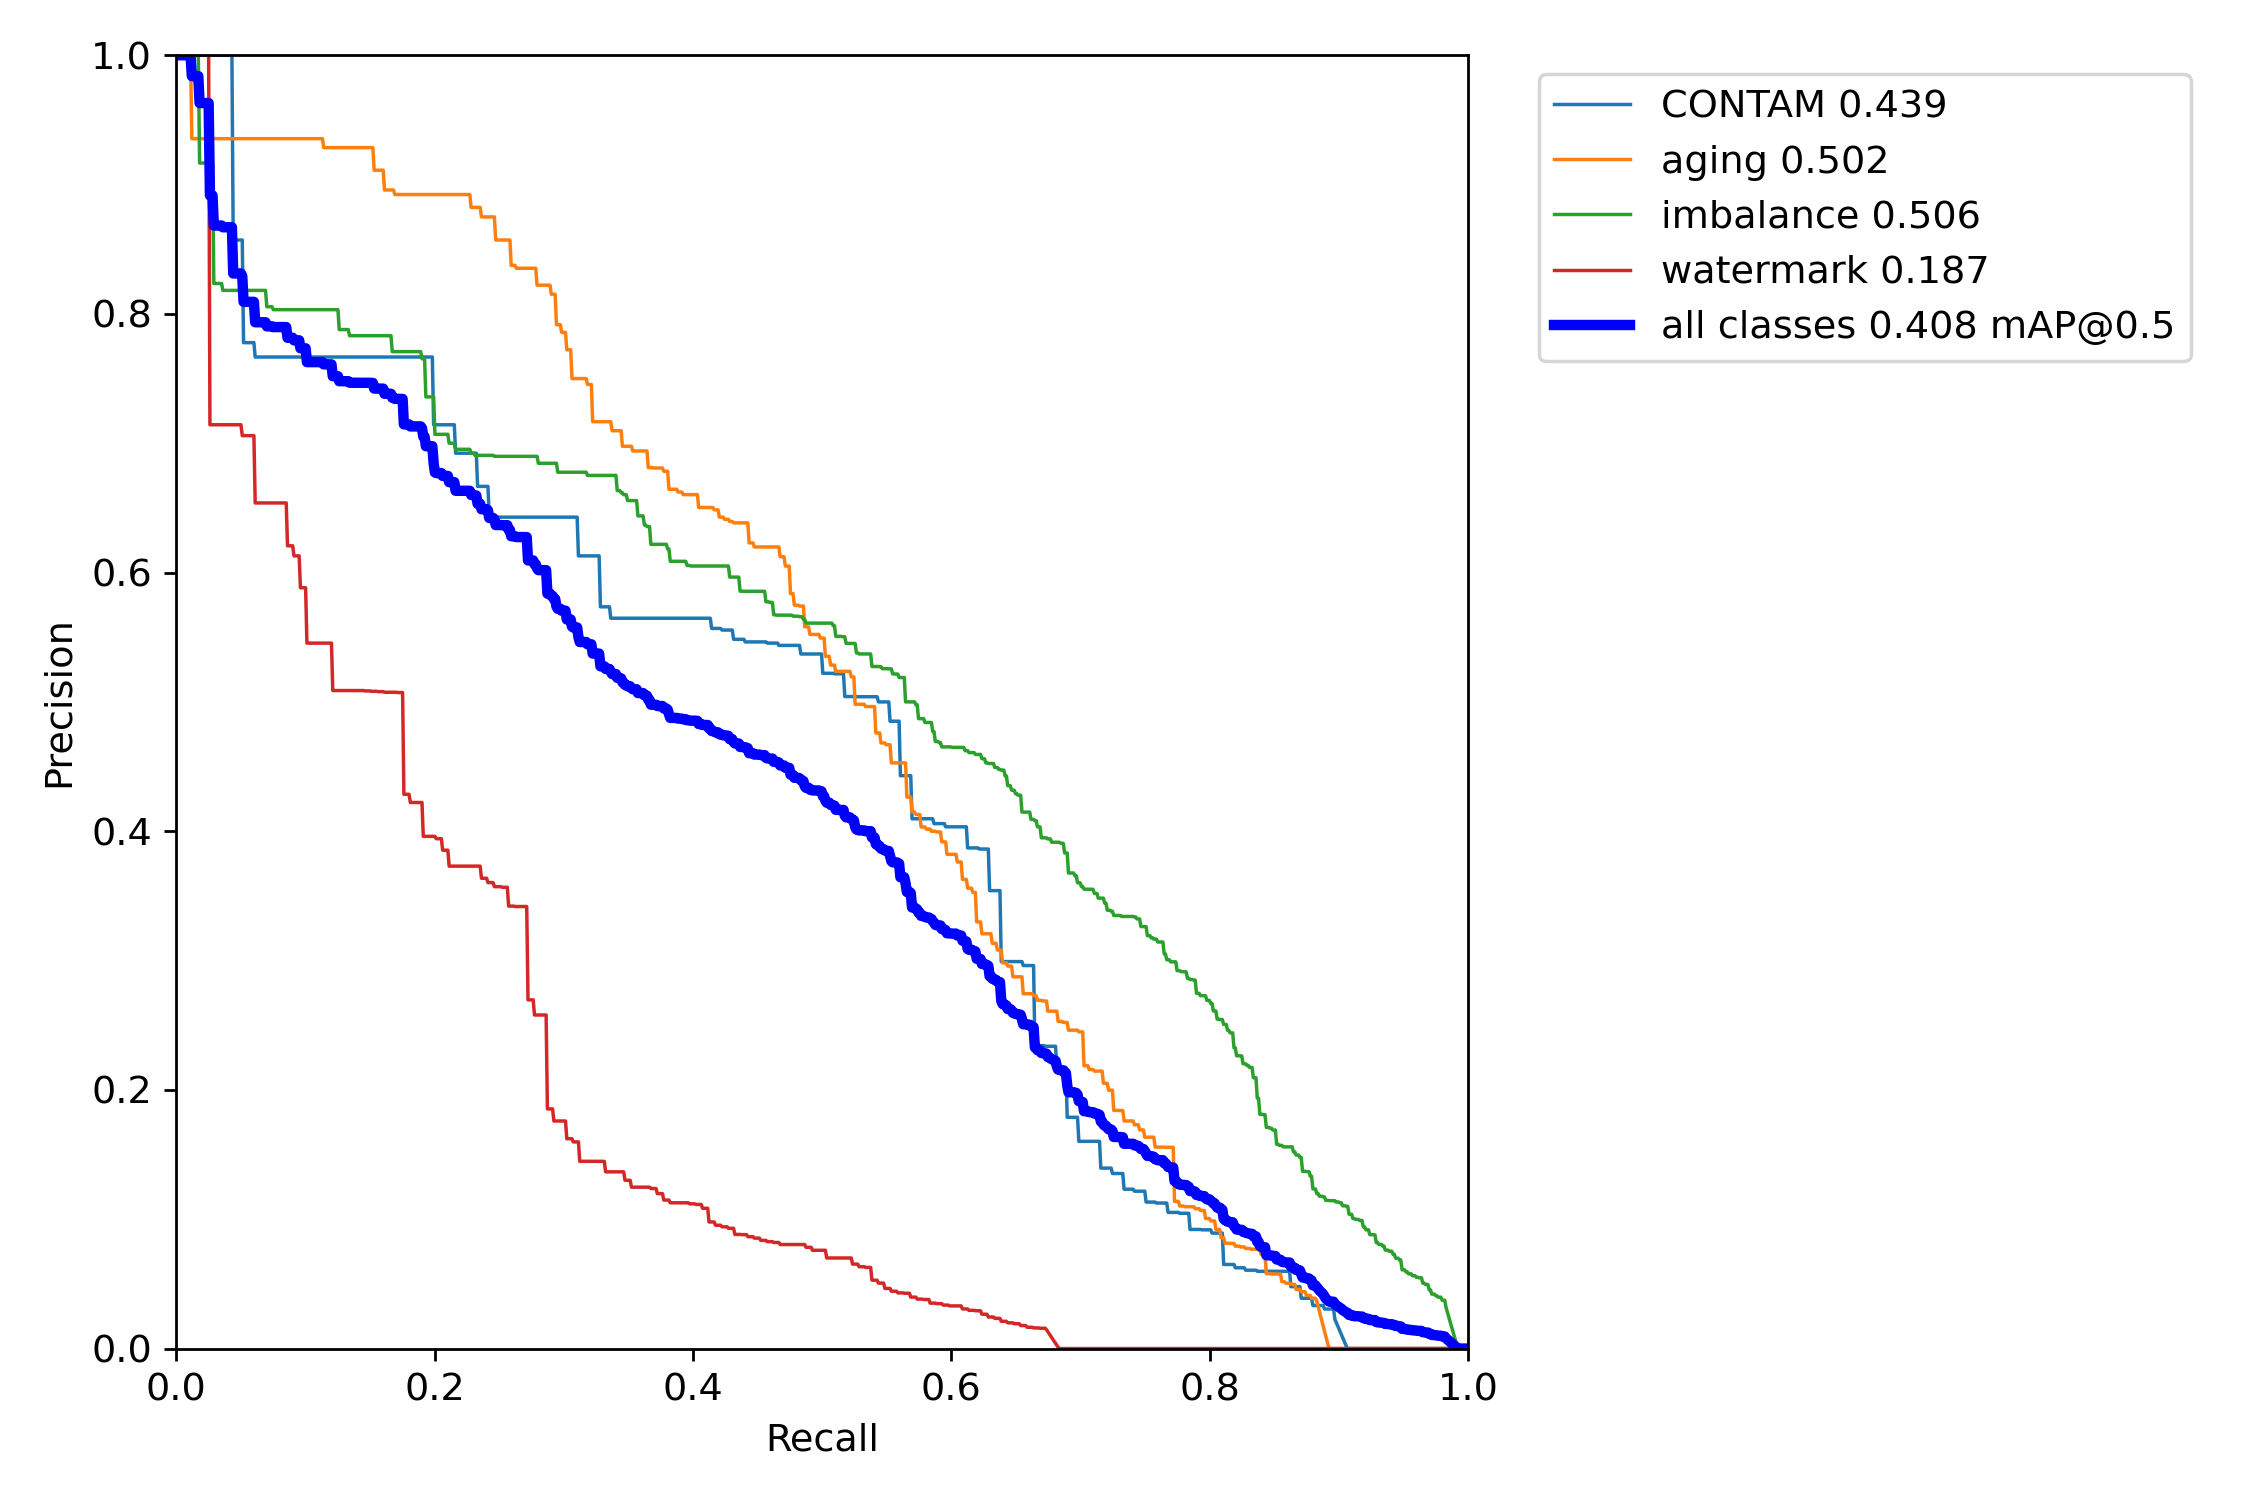 1.0
0.8
0.6
0.4
0.2
0.0
Precision
0.0 0.2 0.4 0.6 0.8 1.0
Recall
CONTAM 0.439
aging 0.502
imbalance 0.506
watermark 0.187
all classes 0.408 mAP@0.5